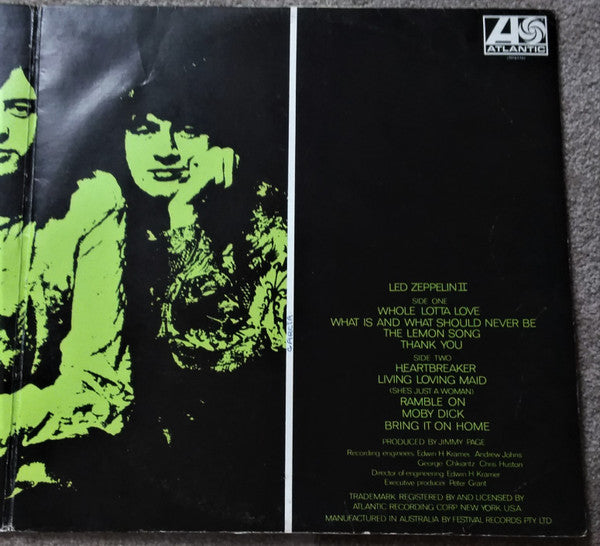 ATLANTIC
LED ZEPPELIN II
SIDE ONE
WHOLE LOTTA LOVE
WHAT IS AND WHAT SHOULD NEVER BE
THE LEMON SONG
THANK YOU
SIDE TWO
HEARTBREAKER
LIVING LOVING MAID
(SHE'S JUST A WOMAN)
RAMBLE ON
MOBY DICK
BRING IT ON HOME
PRODUCED BY JIMMY PAGE
Recording engineers Edwin H Kramer Andrew Johns
George Chkiantz Chris Huston
Director of engineering Edwin H Kramer
Executive producer Peter Grant
TRADEMARK REGISTERED BY AND LICENSED BY
ATLANTIC RECORDING CORP. NEW YORK. U.S.A.
MANUFACTURED IN AUSTRALIA BY FESTIVAL RECORDS PTY LTD